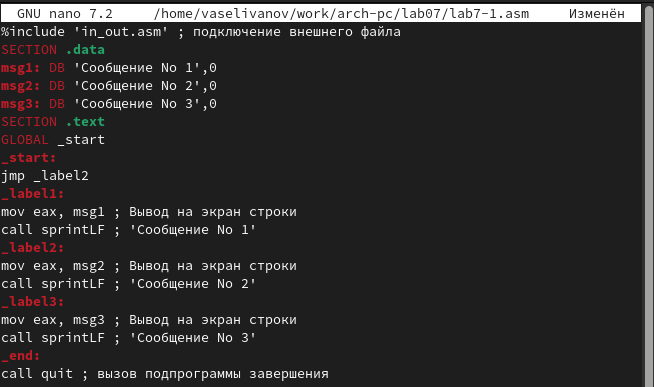 GNU nano 7.2 /home/vaselivanov/work/arch-pc/lab07/lab7-1.asm Изменён
%include 'in_out.asm' ; подключение внешнего файла
SECTION .data
msg1: DB 'Сообщение No 1',0
msg2: DB 'Сообщение No 2',0
msg3: DB 'Сообщение No 3',0
SECTION .text
GLOBAL _start
_start:
jmp _label2
_label1:
mov eax, msg1 ; Вывод на экран строки
call sprintLF ; 'Сообщение No 1'
_label2:
mov eax, msg2 ; Вывод на экран строки
call sprintLF ; 'Сообщение No 2'
_label3:
mov eax, msg3 ; Вывод на экран строки
call sprintLF ; 'Сообщение No 3'
_end:
call quit ; вызов подпрограммы завершения